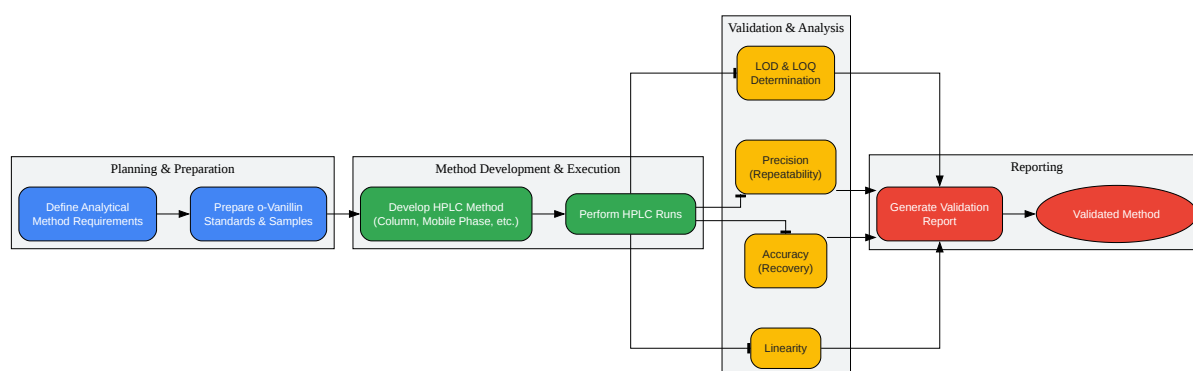 Planning & Preparation
Define Analytical
Method Requirements
Prepare o-Vanillin
Standards & Samples
Method Development & Execution
Develop HPLC Method
(Column, Mobile Phase, etc.)
Perform HPLC Runs
Validation & Analysis
LOD & LOQ
Determination
Precision
(Repeatability)
Accuracy
(Recovery)
Linearity
Reporting
Generate Validation
Report
Validated Method